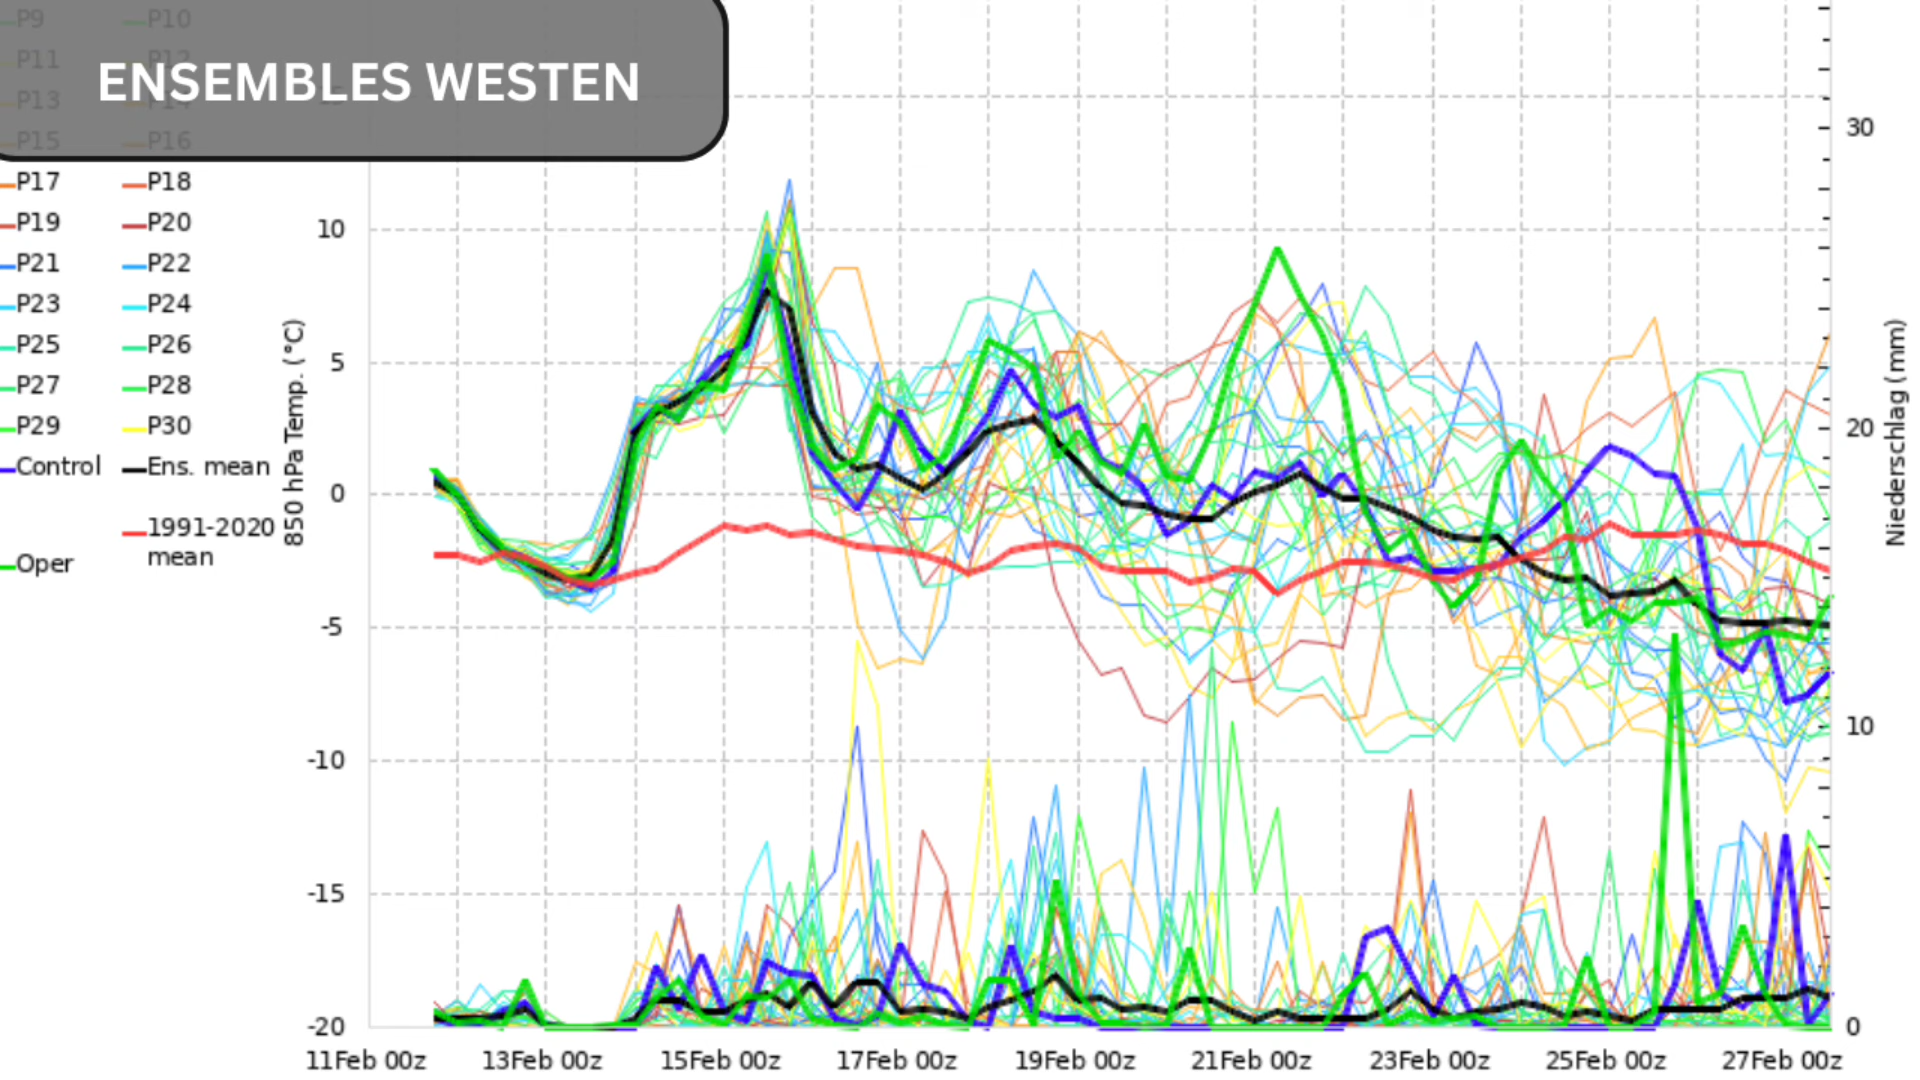 P9 P10
P11 P12
ENSEMBLES WESTEN
P13 P14
P15 P16
P17 P18
P19 P20
P21 P22
P23 P24
P25 P26
P27 P28
P29 P30
Control Ens. mean
1991-2020
mean
Oper
850 hPa Temp. (°C)
10
5
0
-5
-10
-15
-20
30
20
10
0
Niederschlag (mm)
11Feb 00z 13Feb 00z 15Feb 00z 17Feb 00z 19Feb 00z 21Feb 00z 23Feb 00z 25Feb 00z 27Feb 00z